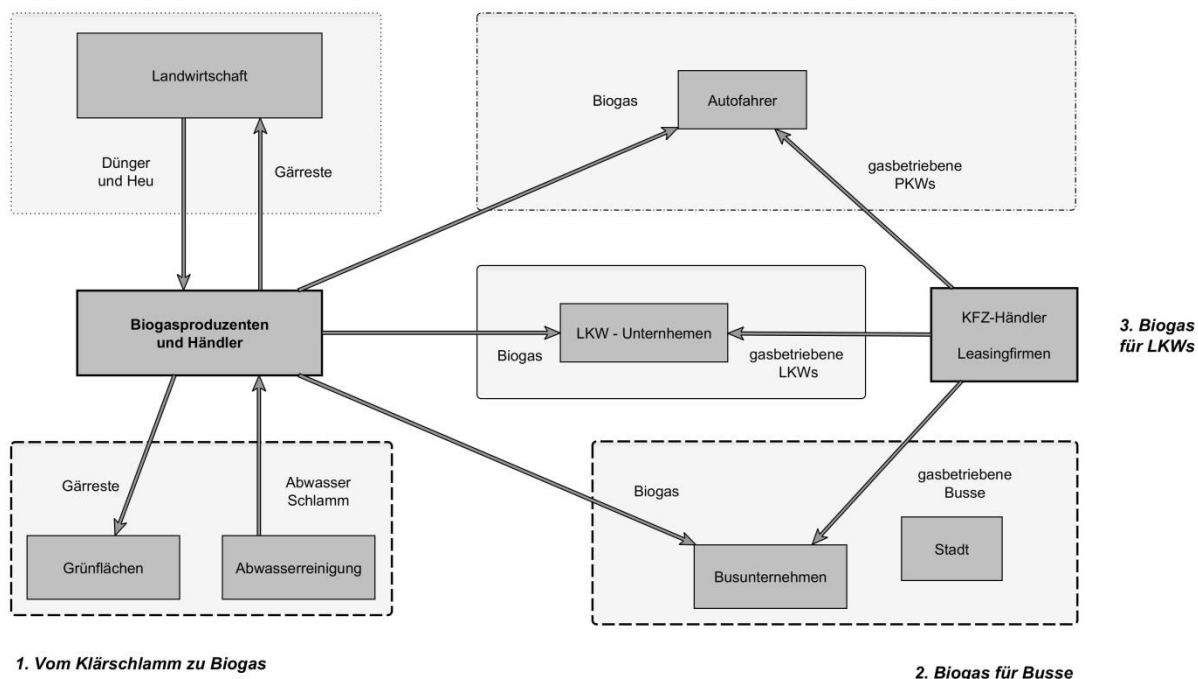 Landwirtschaft
Dünger
und Heu
Gärreste
Biogas
Autofahrer
gasbetriebene
PKWs
Biogasproduzenten
und Händler
LKW - Unternhemen
Biogas
gasbetriebene
LKWs
KFZ-Händler
Leasingfirmen
3. Biogas
für LKWs
Gärreste
Abwasser
Schlamm
Grünflächen
Abwasserreinigung
Biogas
gasbetriebene
Busse
Stadt
Busunternehmen
1. Vom Klärschlamm zu Biogas
2. Biogas für Busse